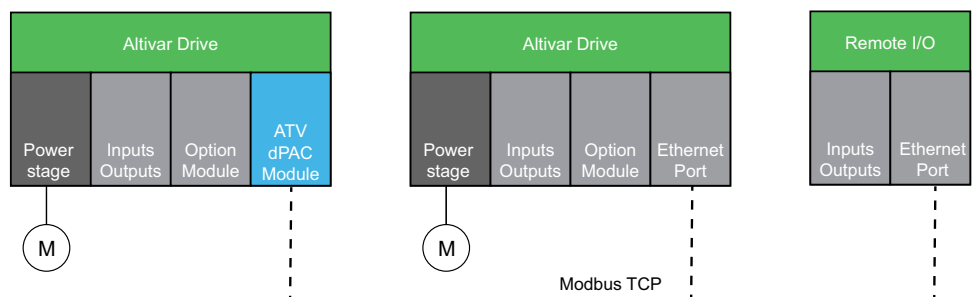 Altivar Drive
Power
stage
Inputs
Outputs
Option
Module
ATV
dPAC
Module
M
Altivar Drive
Power
stage
Inputs
Outputs
Option
Module
Ethernet
Port
M
Modbus TCP
Remote I/O
Inputs
Outputs
Ethernet
Port